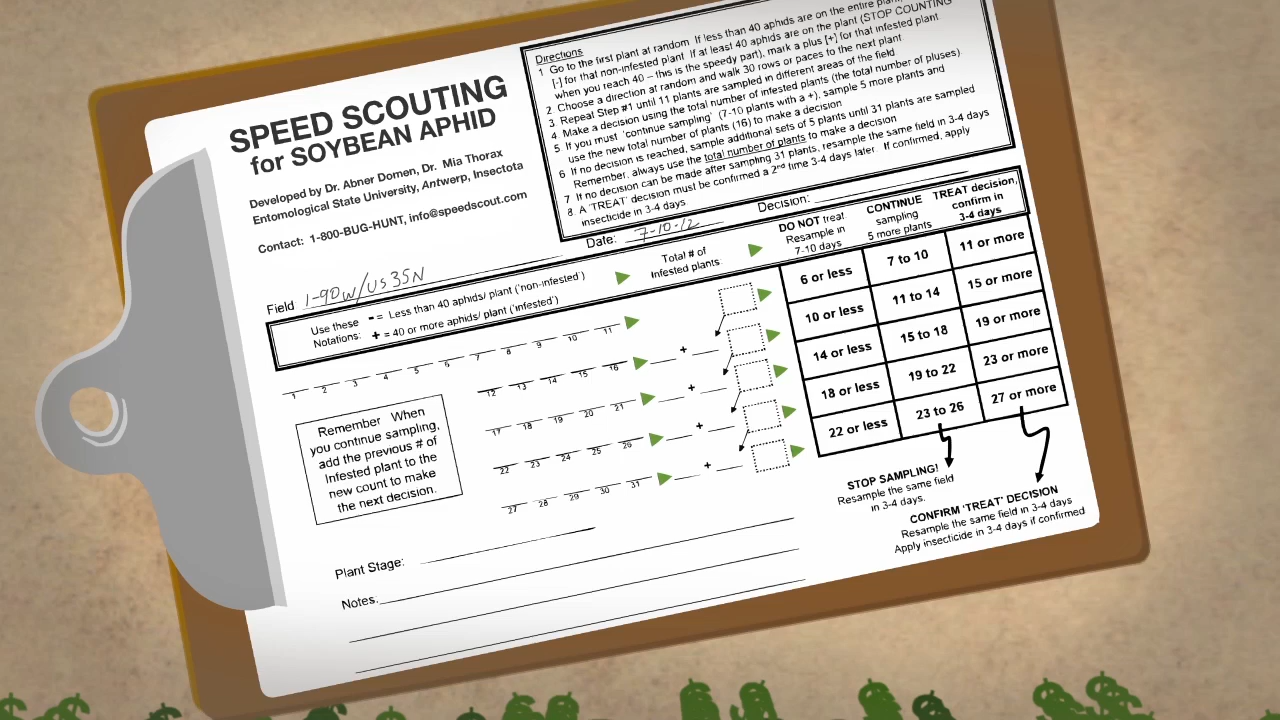 SPEED SCOUTING
for SOYBEAN APHID
Developed by Dr. Abner Domen, Dr. Mia Thorax
Entomological State University, Antwerp, Insectota
Contact: 1-800-BUG-HUNT, info@speedscout.com
Directions
1 Go to the first plant at random If less than 40 aphids are on the entire plant,
[-] for that non-infested plant If at least 40 aphids are on the plant (STOP COUNTING
when you reach 40 – this is the speedy part), mark a plus [+] for that infested plant
2 Choose a direction at random and walk 30 rows or paces to the next plant
3 Repeat Step #1 until 11 plants are sampled in different areas of the field
4 Make a decision using the total number of infested plants (the total number of pluses)
5 If you must 'continue sampling' (7-10 plants with a +), sample 5 more plants and
use the new total number of plants (16) to make a decision
6 If no decision is reached, sample additional sets of 5 plants until 31 plants are sampled
Remember, always use the total number of plants to make a decision
7 If no decision can be made after sampling 31 plants, resample the same field in 3-4 days
8. A 'TREAT' decision must be confirmed a 2nd time 3-4 days later. If confirmed, apply
insecticide in 3-4 days
Field 1-90W/US35N
Date: 7-10-12
Decision:
Use these Notations:
- = Less than 40 aphids/ plant ('non-infested')
+ = 40 or more aphids/ plant ('infested')
Total # of
Infested plants
DO NOT treat
Resample in
7-10 days
CONTINUE
sampling
5 more plants
TREAT decision,
confirm in
3-4 days
1 2 3 4 5 6 7 8 9 10 11
6 or less 7 to 10 11 or more
12 13 14 15 16 +
10 or less 11 to 14 15 or more
17 18 19 20 21 +
14 or less 15 to 18 19 or more
22 23 24 25 26 +
18 or less 19 to 22 23 or more
27 28 29 30 31 +
22 or less 23 to 26 27 or more
Remember When
you continue sampling,
add the previous # of
Infested plant to the
new count to make
the next decision.
STOP SAMPLING!
Resample the same field
in 3-4 days.
CONFIRM 'TREAT' DECISION
Resample the same field in 3-4 days
Apply insecticide in 3-4 days if confirmed
Plant Stage:
Notes: